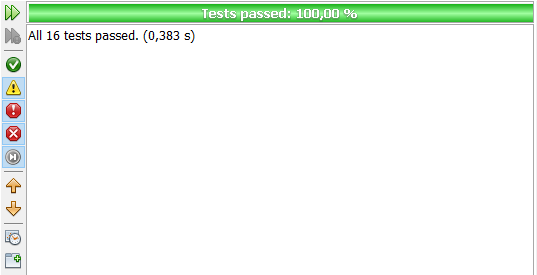 Tests passed: 100,00 %
All 16 tests passed. (0,383 s)